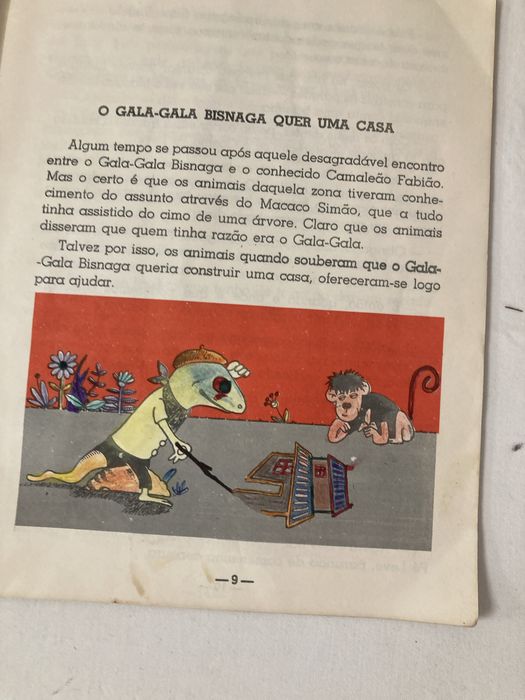 O GALA-GALA BISNAGA QUER UMA CASA
Algum tempo se passou após aquele desagradável encontro
entre o Gala-Gala Bisnaga e o conhecido Camaleão Fabião.
Mas o certo é que os animais daquela zona tiveram conhe-
cimento do assunto através do Macaco Simão, que a tudo
tinha assistido do cimo de uma árvore. Claro que os animais
disseram que quem tinha razão era o Gala-Gala.
Talvez por isso, os animais quando souberam que o Gala-
-Gala Bisnaga queria construir uma casa, ofereceram-se logo
para ajudar.
—9—